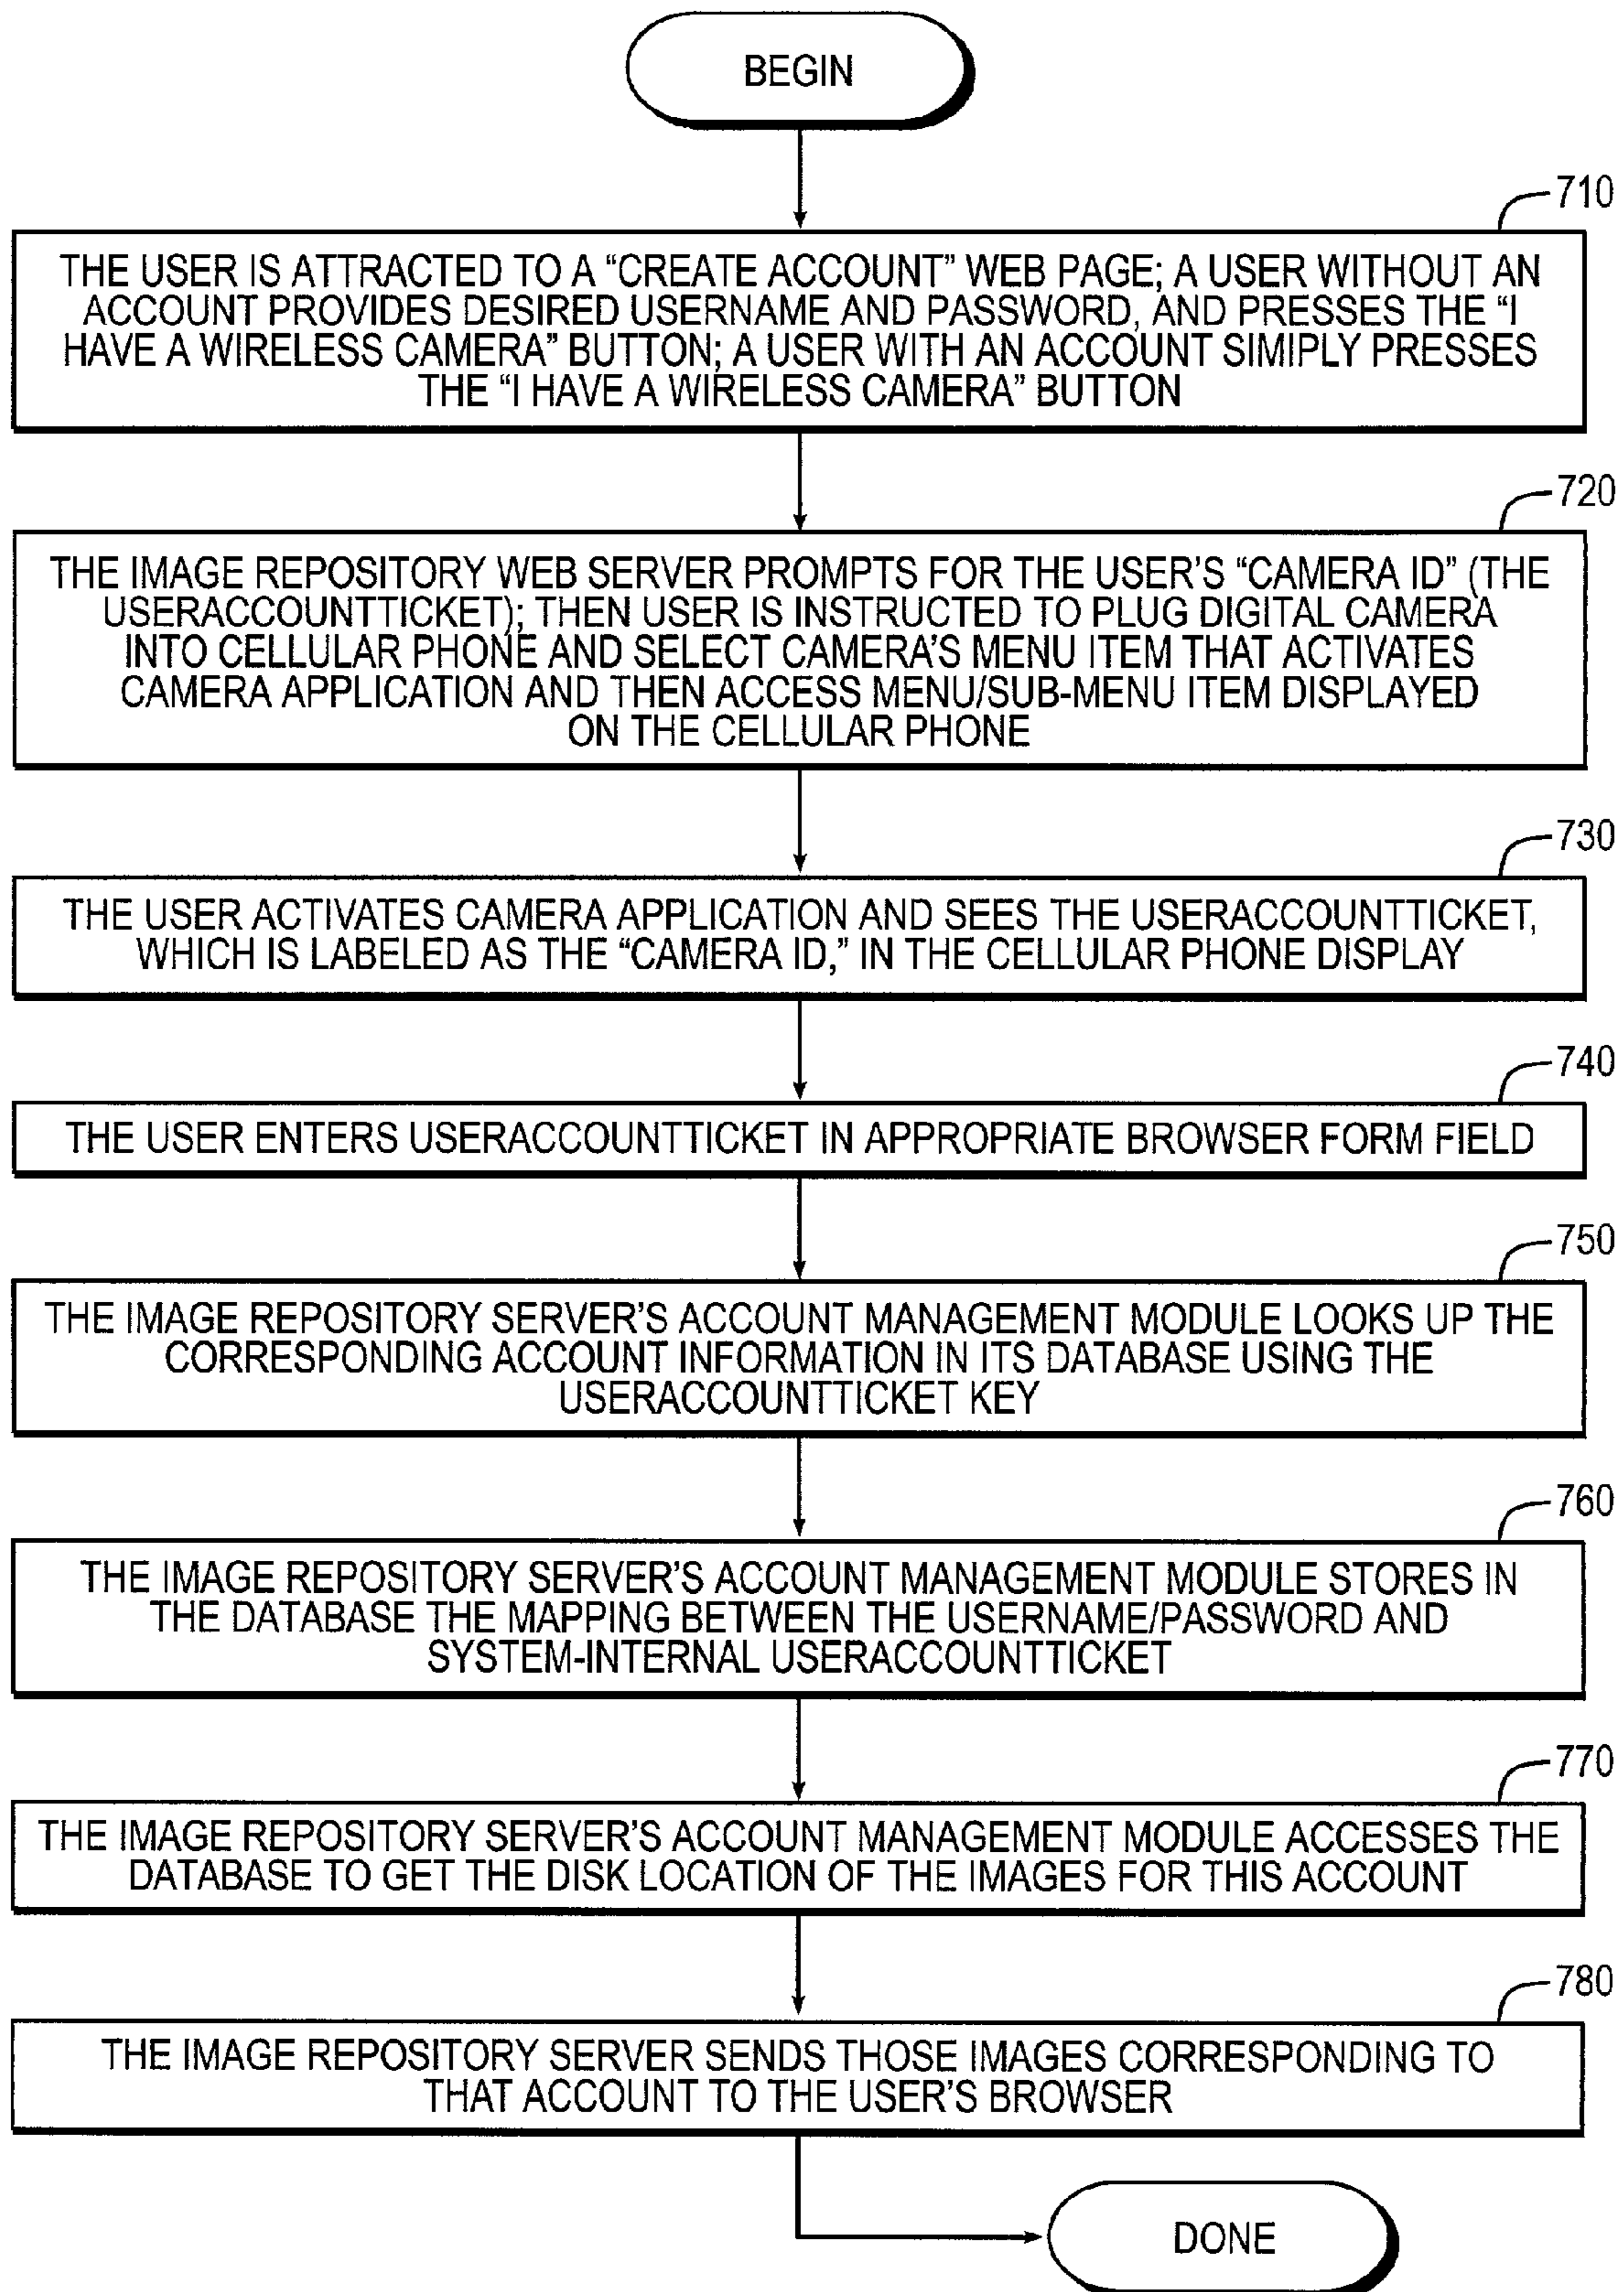 BEGIN
710
THE USER IS ATTRACTED TO A “CREATE ACCOUNT” WEB PAGE; A USER WITHOUT AN
ACCOUNT PROVIDES DESIRED USERNAME AND PASSWORD, AND PRESSES THE “I
HAVE A WIRELESS CAMERA” BUTTON; A USER WITH AN ACCOUNT SIMIPLY PRESSES
THE “I HAVE A WIRELESS CAMERA” BUTTON
720
THE IMAGE REPOSITORY WEB SERVER PROMPTS FOR THE USER’S “CAMERA ID” (THE
USERACCOUNTTICKET); THEN USER IS INSTRUCTED TO PLUG DIGITAL CAMERA
INTO CELLULAR PHONE AND SELECT CAMERA’S MENU ITEM THAT ACTIVATES
CAMERA APPLICATION AND THEN ACCESS MENU/SUB-MENU ITEM DISPLAYED
ON THE CELLULAR PHONE
730
THE USER ACTIVATES CAMERA APPLICATION AND SEES THE USERACCOUNTTICKET,
WHICH IS LABELED AS THE “CAMERA ID,” IN THE CELLULAR PHONE DISPLAY
740
THE USER ENTERS USERACCOUNTTICKET IN APPROPRIATE BROWSER FORM FIELD
750
THE IMAGE REPOSITORY SERVER’S ACCOUNT MANAGEMENT MODULE LOOKS UP THE
CORRESPONDING ACCOUNT INFORMATION IN ITS DATABASE USING THE
USERACCOUNTTICKET KEY
760
THE IMAGE REPOSITORY SERVER’S ACCOUNT MANAGEMENT MODULE STORES IN
THE DATABASE THE MAPPING BETWEEN THE USERNAME/PASSWORD AND
SYSTEM-INTERNAL USERACCOUNTTICKET
770
THE IMAGE REPOSITORY SERVER’S ACCOUNT MANAGEMENT MODULE ACCESSES THE
DATABASE TO GET THE DISK LOCATION OF THE IMAGES FOR THIS ACCOUNT
780
THE IMAGE REPOSITORY SERVER SENDS THOSE IMAGES CORRESPONDING TO
THAT ACCOUNT TO THE USER’S BROWSER
DONE